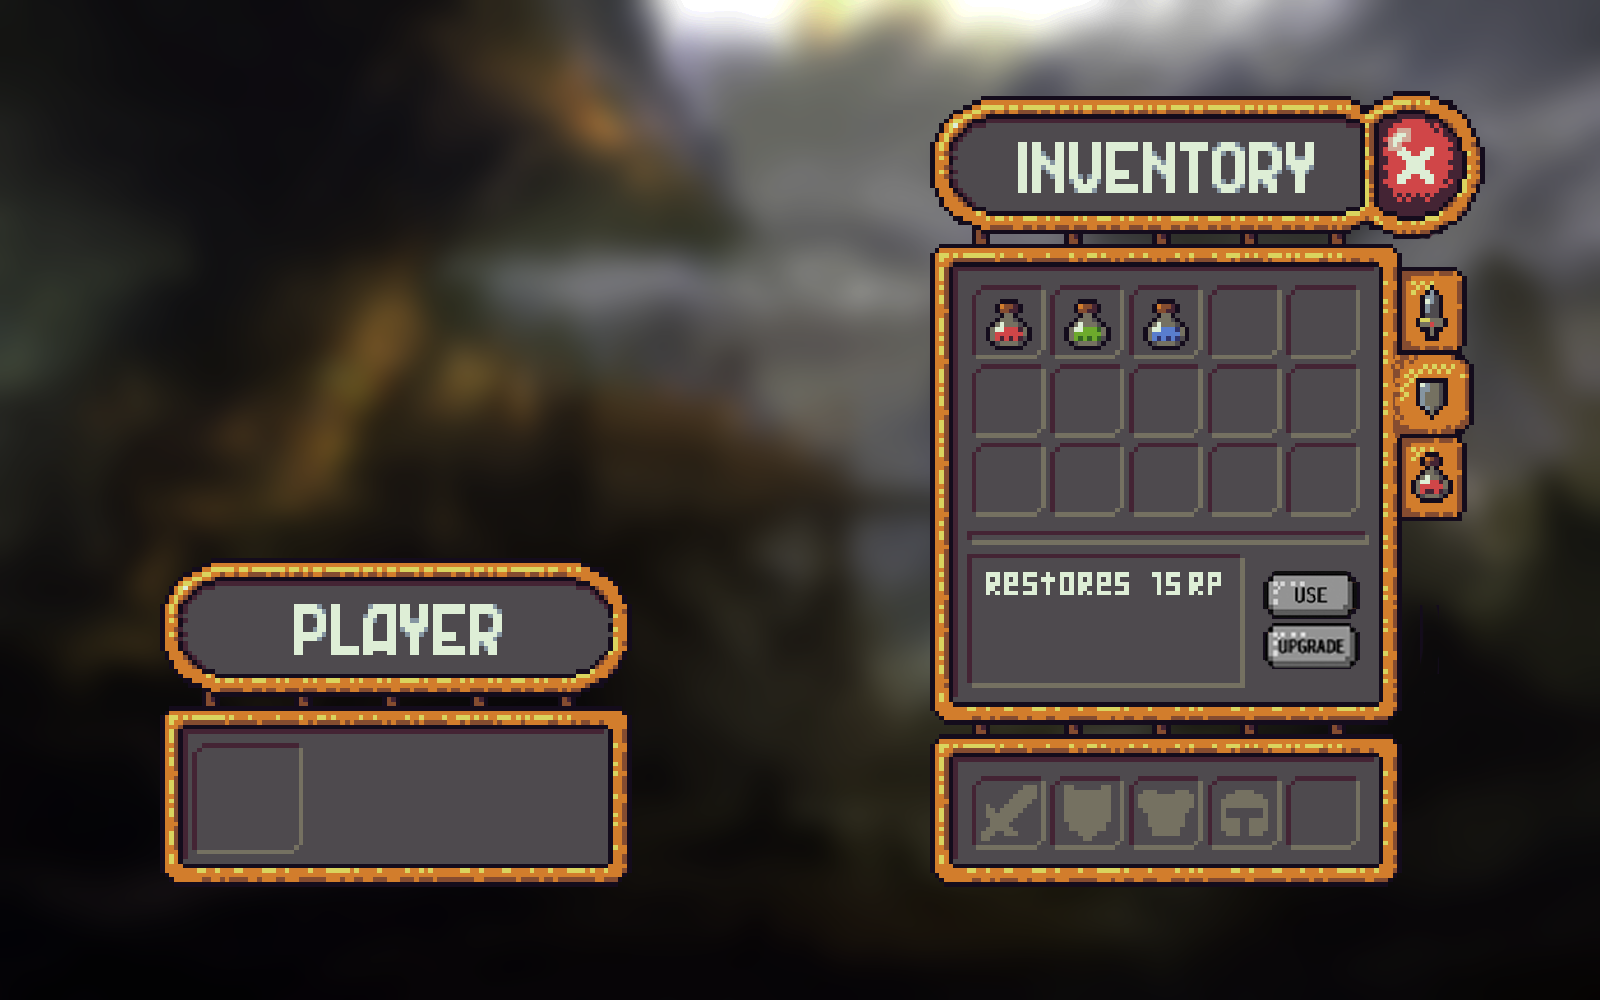 INVENTORY
RESTORES 15 RP
USE
UPGRADE
PLAYER